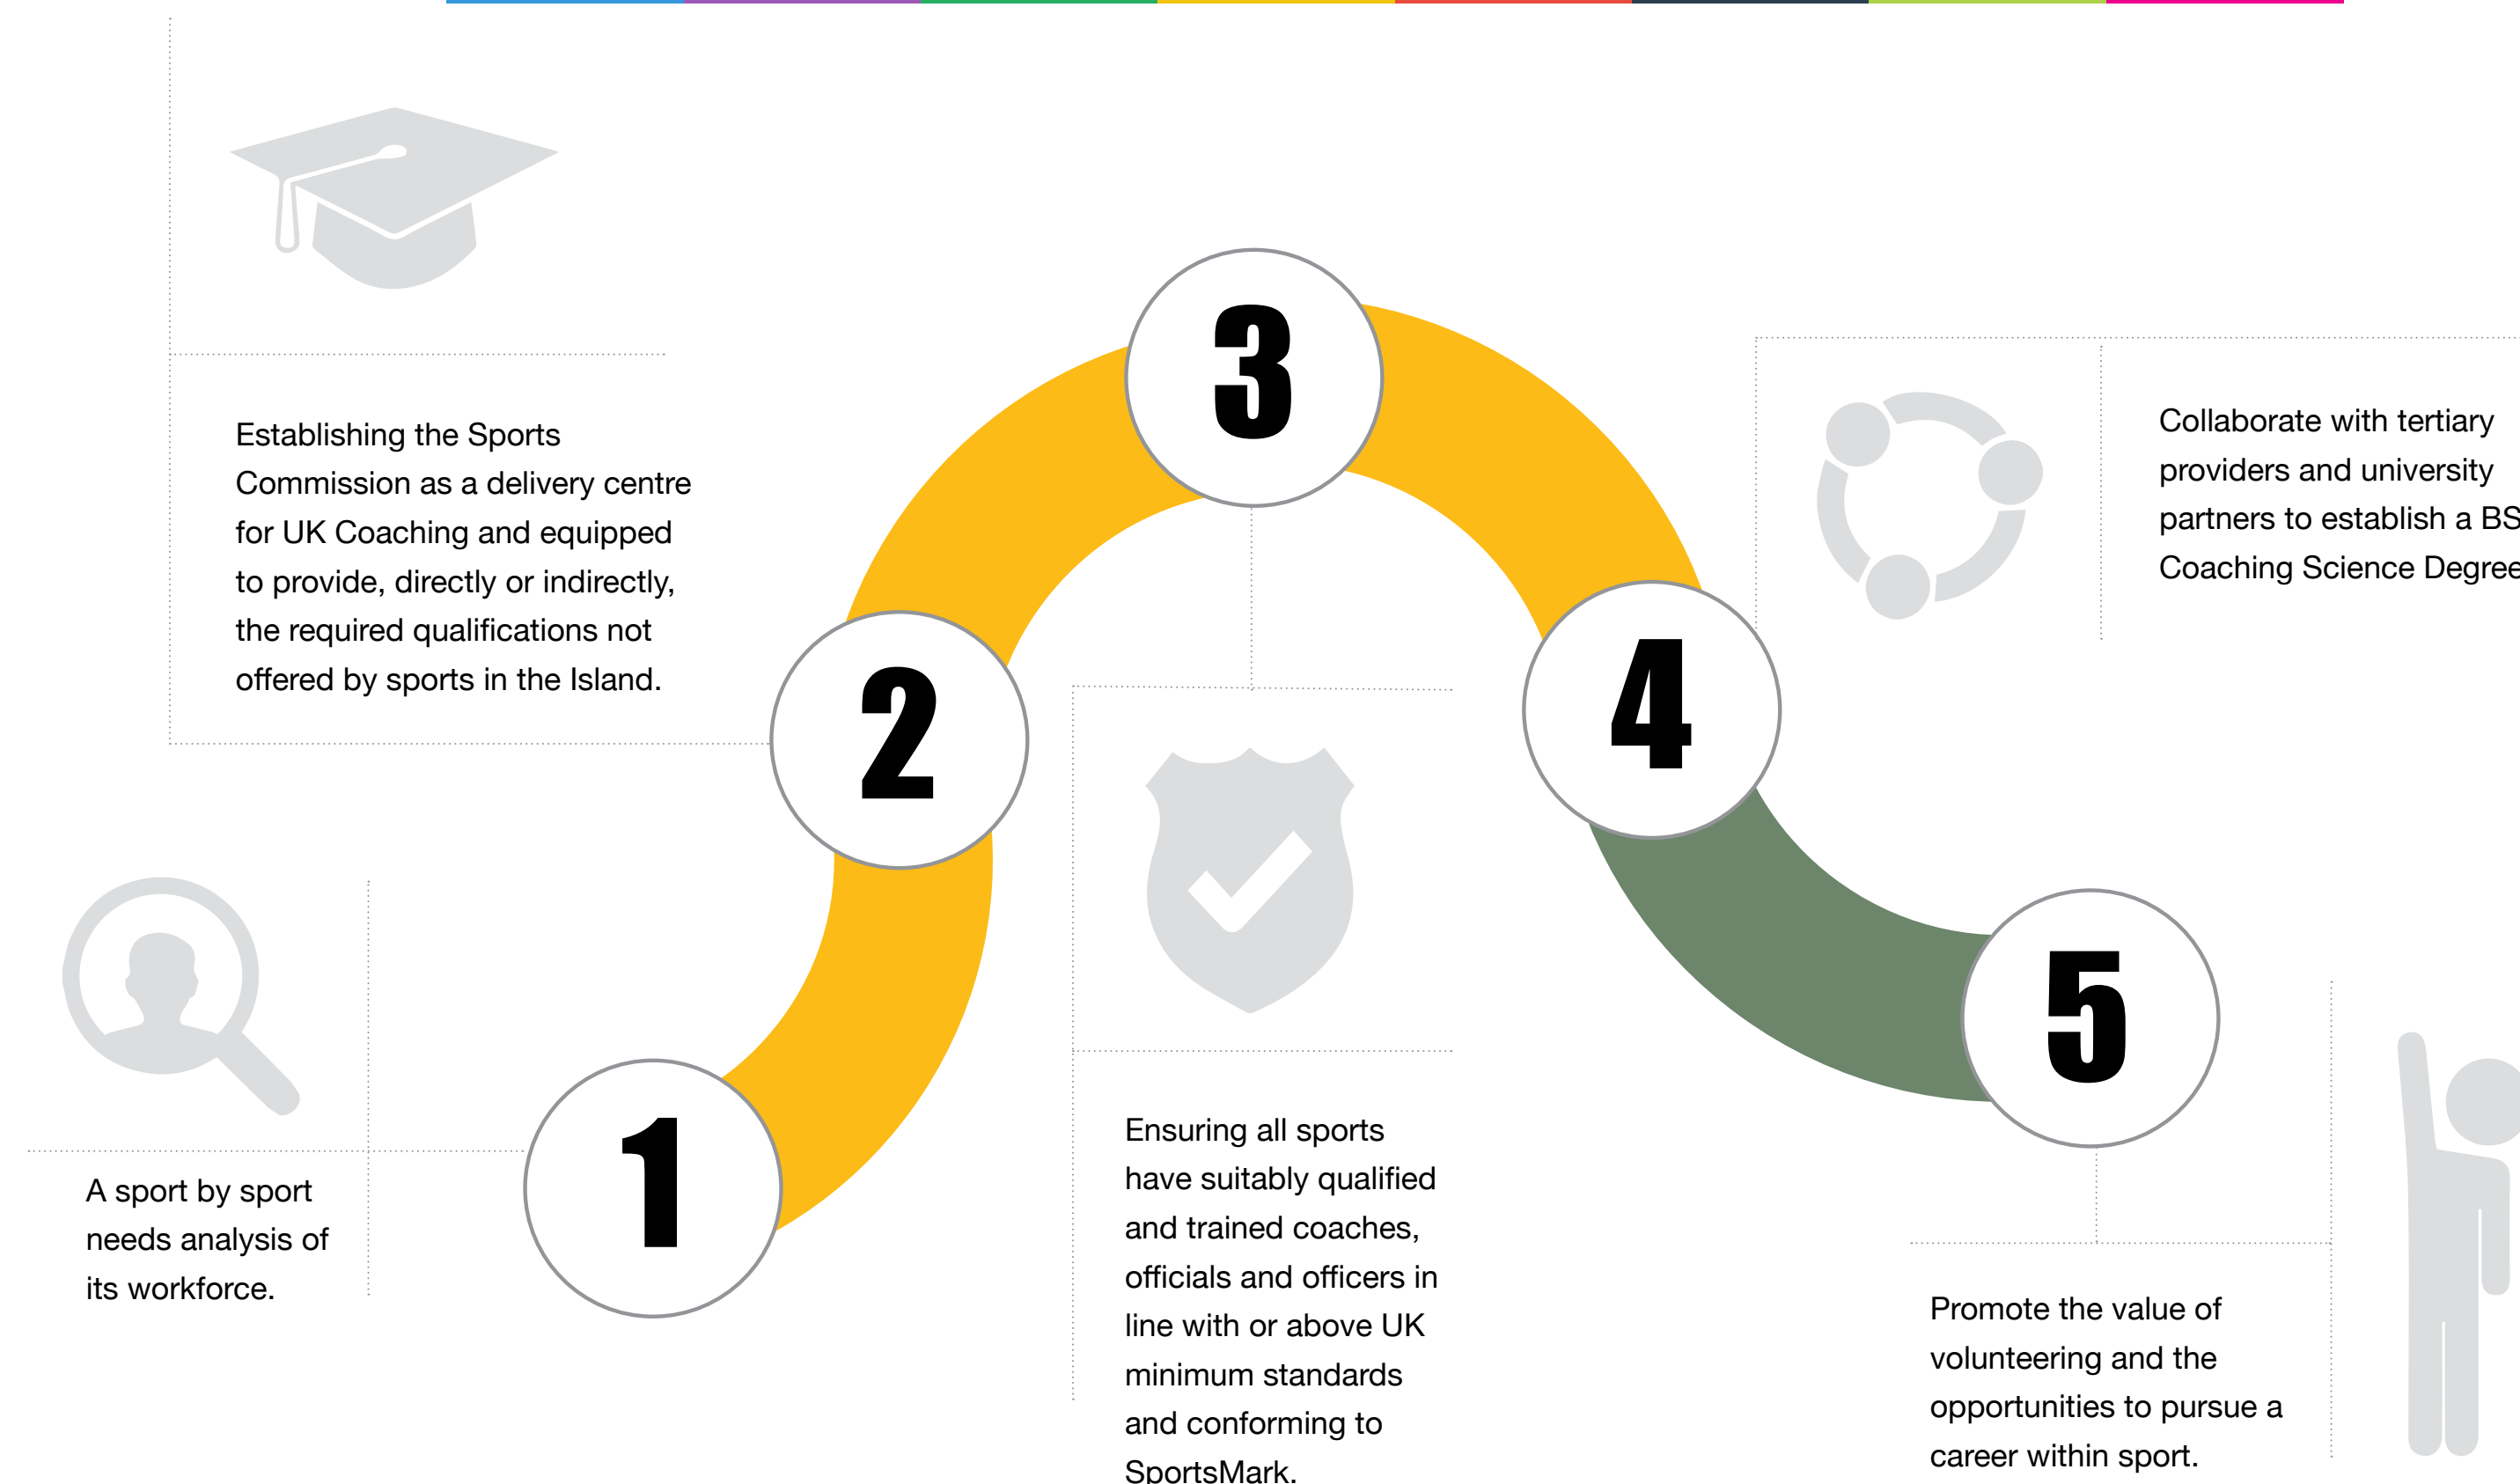 1
A sport by sport
needs analysis of
its workforce.
2
Establishing the Sports
Commission as a delivery centre
for UK Coaching and equipped
to provide, directly or indirectly,
the required qualifications not
offered by sports in the Island.
3
Ensuring all sports
have suitably qualified
and trained coaches,
officials and officers in
line with or above UK
minimum standards
and conforming to
SportsMark.
4
Collaborate with tertiary
providers and university
partners to establish a
Coaching Science Degree
5
Promote the value of
volunteering and the
opportunities to pursue a
career within sport.